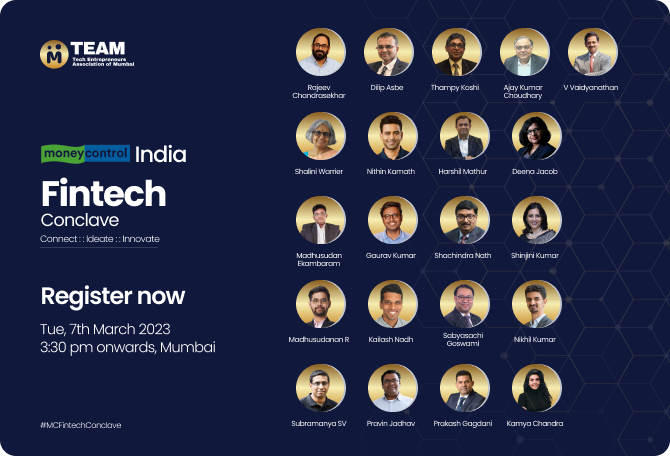 TEAM
Tech Entrepreneurs
Association of Mumbai
moneycontrol India
Fintech
Conclave
Connect : : Ideate : : Innovate
Register now
Tue, 7th March 2023
3:30 pm onwards, Mumbai
#MCFintechConclave
Rajeev
Chandrasekhar
Dilip Asbe
Thampy Koshi
Ajay Kumar
Choudhary
V Vaidyanathan
Shalini Warrier
Nithin Kamath
Harshil Mathur
Deena Jacob
Madhusudan
Ekambaram
Gaurav Kumar
Shachindra Nath
Shinjini Kumar
Madhusudanan R
Kailash Nadh
Sabyasachi
Goswami
Nikhil Kumar
Subramanya SV
Pravin Jadhav
Prakash Gagdani
Kamya Chandra